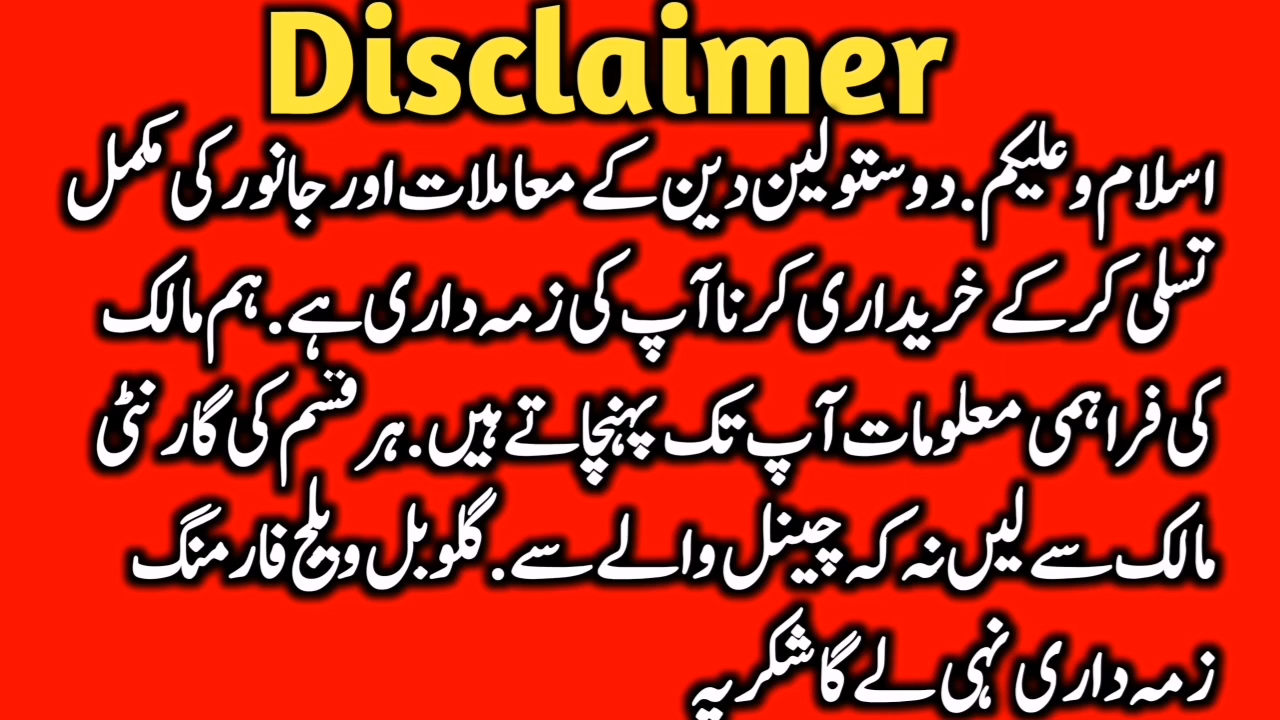 Disclaimer
اسلام و علیکم. دوستو لین دین کے معاملات اور جانور کی مکمل
تسلی کر کے خریداری کرنا آپ کی زمہ داری ہے. ہم مالک
کی فراہمی معلومات آپ تک پہنچاتے ہیں. ہر قسم کی گارنٹی
مالک سے لیں نہ کہ چینل والے سے. گلوبل ویلج فارمنگ
زمہ داری نہی لے گا شکریہ